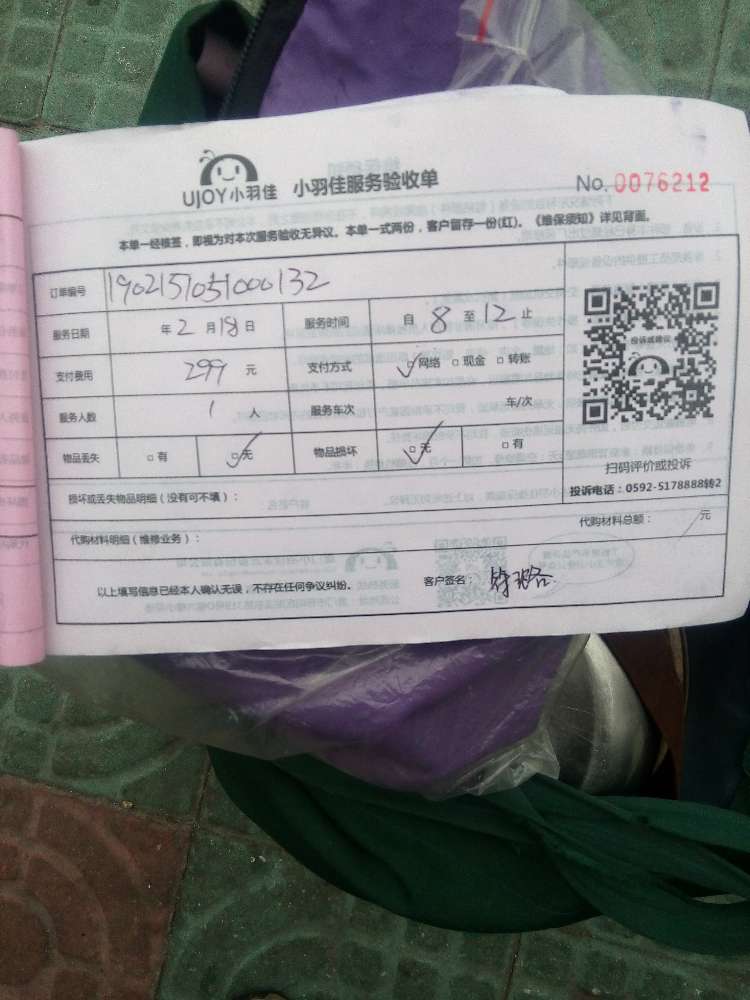 UJOY小羽佳 小羽佳服务验收单 No. 0076212
本单一经核签，即视为对本次服务验收无异议。本单一式两份，客户留存一份(红)。《维保须知》详见背面。
订单编号 1902151051000132
服务日期 年 2 月 18 日 服务时间 自 8 至 12 止
支付费用 299 元 支付方式 ☑网络 □现金 □转账
服务人数 1 人 服务车次 车/次
物品丢失 □有 ☑无 物品损坏 ☑无 □有
投诉或建议
扫码评价或投诉
投诉电话：0592-5178888转2
损坏或丢失物品明细（没有可不填）：
代购材料明细（维修业务）： 代购材料总额： 元
以上填写信息已经本人确认无误，不存在任何争议纠纷。 客户签名：